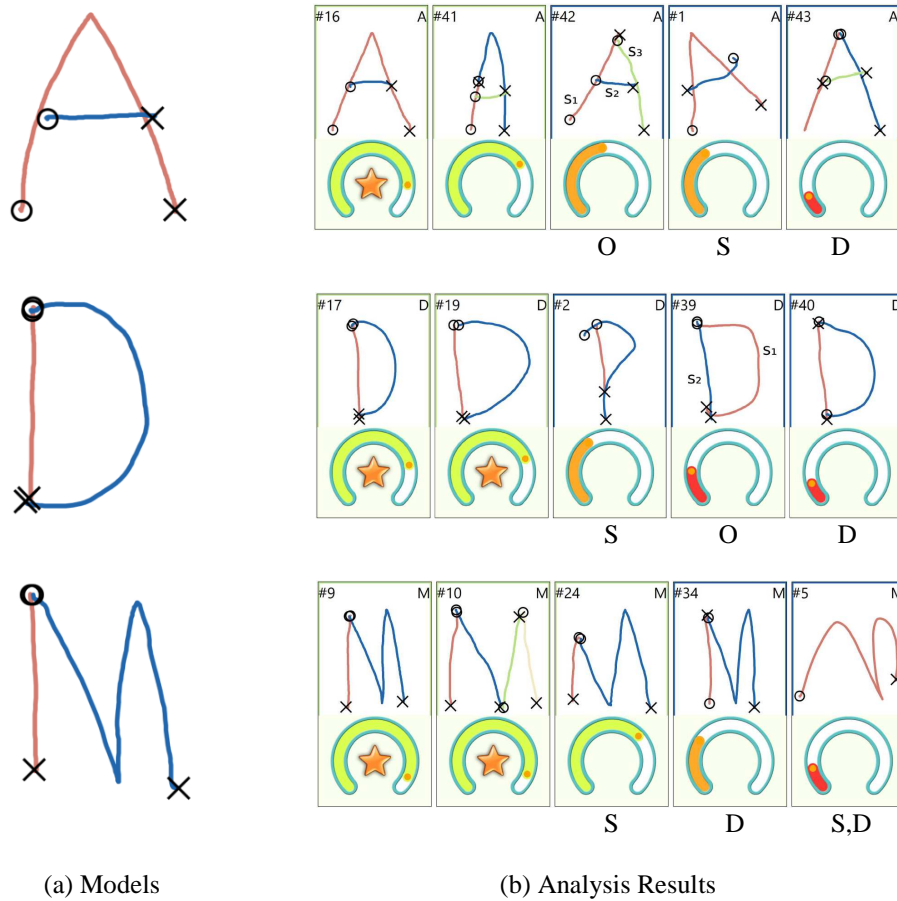 #16 A #41 A #42 A #1 A #43 A
S1 S2 S3
O S D
#17 D #19 D #2 D #39 D #40 D
S1
S2
S O D
#9 M #10 M #24 M #34 M #5 M
S D S,D
(a) Models (b) Analysis Results